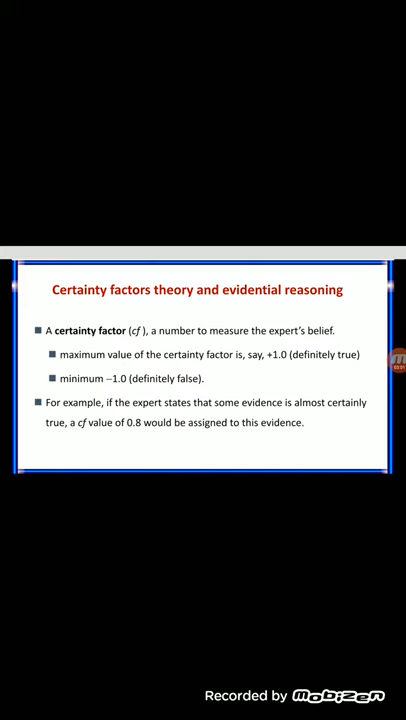 Certainty factors theory and evidential reasoning
A certainty factor (cf ), a number to measure the expert's belief.
maximum value of the certainty factor is, say, +1.0 (definitely true)
minimum −1.0 (definitely false).
For example, if the expert states that some evidence is almost certainly
true, a cf value of 0.8 would be assigned to this evidence.
03:01
Recorded by mobizen